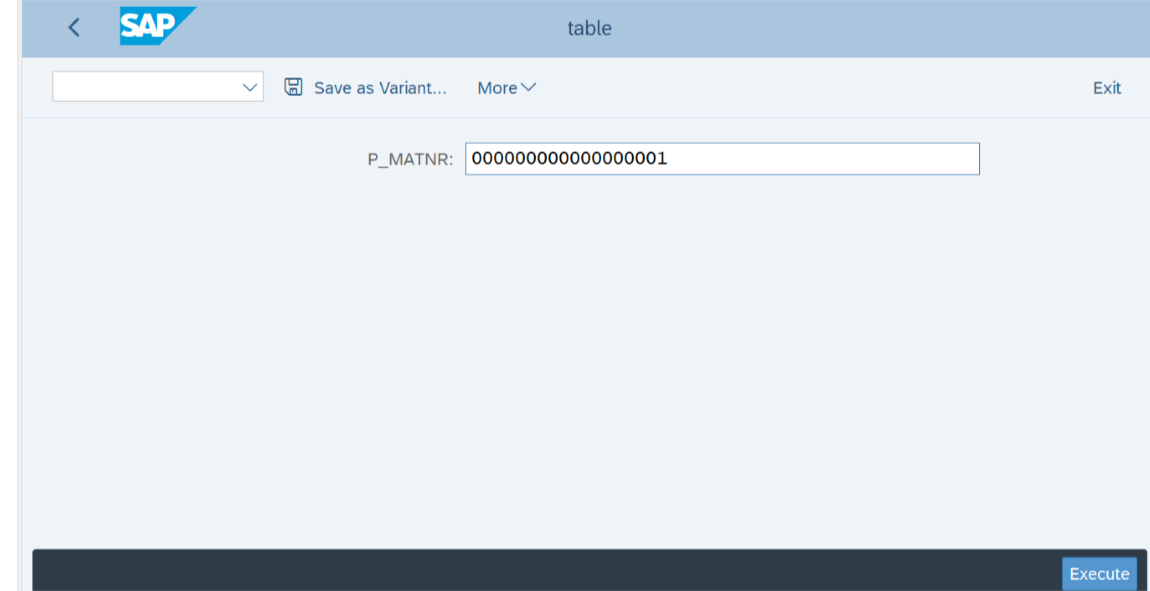 SAP
table
Save as Variant...
More
Exit
P_MATNR:
000000000000000001
Execute